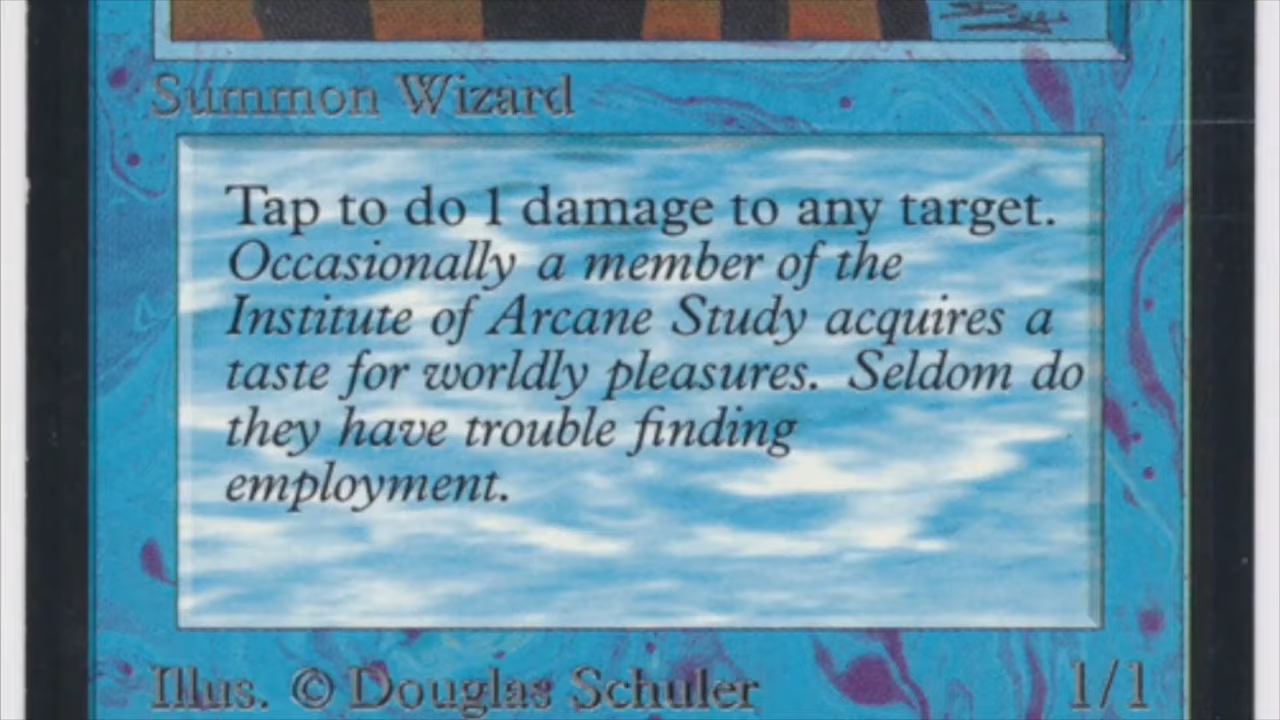 Summon Wizard
Tap to do 1 damage to any target.
Occasionally a member of the
Institute of Arcane Study acquires a
taste for worldly pleasures. Seldom do
they have trouble finding
employment.
Illus. © Douglas Schuler
1/1